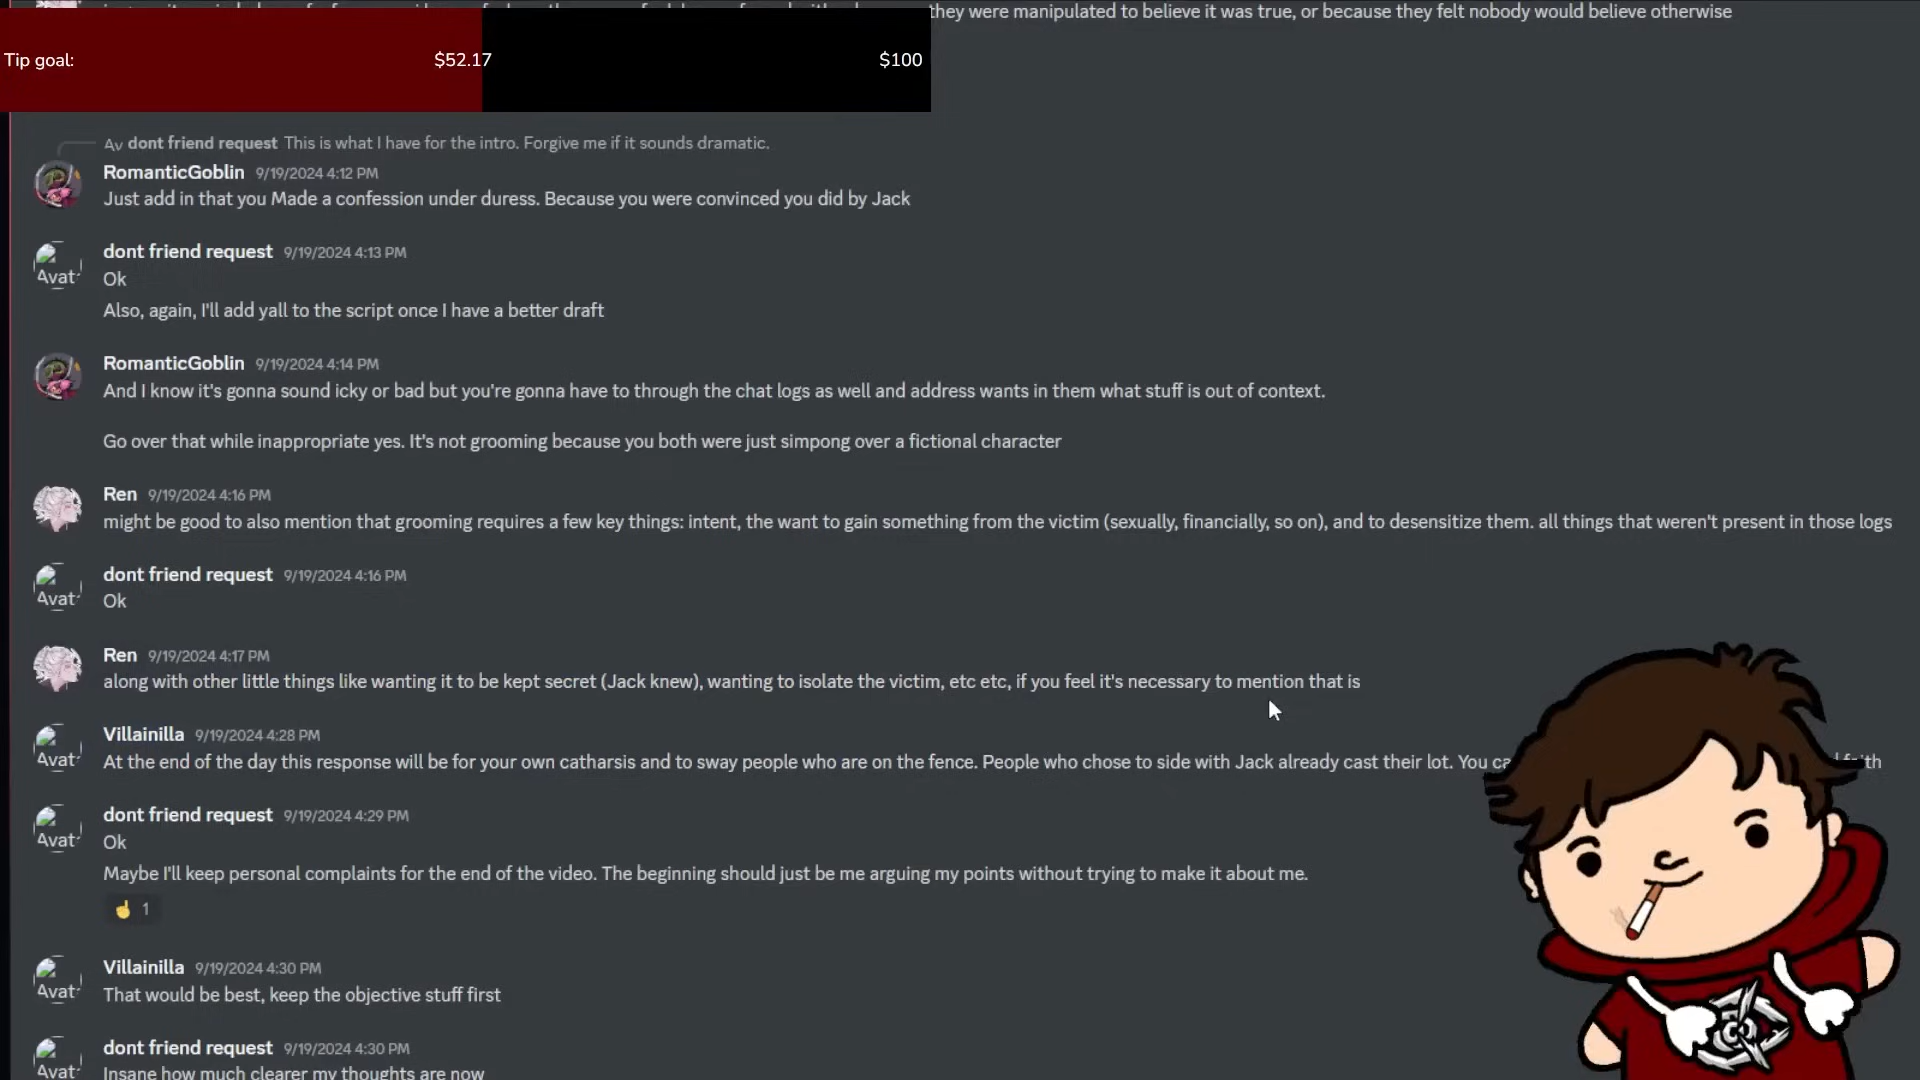 they were manipulated to believe it was true, or because they felt nobody would believe otherwise
Tip goal: $52.17 $100
Av dont friend request This is what I have for the intro. Forgive me if it sounds dramatic.
RomanticGoblin 9/19/2024 4:12 PM
Just add in that you Made a confession under duress. Because you were convinced you did by Jack
dont friend request 9/19/2024 4:13 PM
Avat
Ok
Also, again, I'll add yall to the script once I have a better draft
RomanticGoblin 9/19/2024 4:14 PM
And I know it's gonna sound icky or bad but you're gonna have to through the chat logs as well and address wants in them what stuff is out of context.
Go over that while inappropriate yes. It's not grooming because you both were just simpong over a fictional character
Ren 9/19/2024 4:16 PM
might be good to also mention that grooming requires a few key things: intent, the want to gain something from the victim (sexually, financially, so on), and to desensitize them. all things that weren't present in those logs
dont friend request 9/19/2024 4:16 PM
Avat
Ok
Ren 9/19/2024 4:17 PM
along with other little things like wanting it to be kept secret (Jack knew), wanting to isolate the victim, etc etc, if you feel it's necessary to mention that is
Villainilla 9/19/2024 4:28 PM
Avat
At the end of the day this response will be for your own catharsis and to sway people who are on the fence. People who chose to side with Jack already cast their lot. You
dont friend request 9/19/2024 4:29 PM
Avat
Ok
Maybe I'll keep personal complaints for the end of the video. The beginning should just be me arguing my points without trying to make it about me.
1
Villainilla 9/19/2024 4:30 PM
Avat
That would be best, keep the objective stuff first
dont friend request 9/19/2024 4:30 PM
Avat
Insane how much clearer my thoughts are now